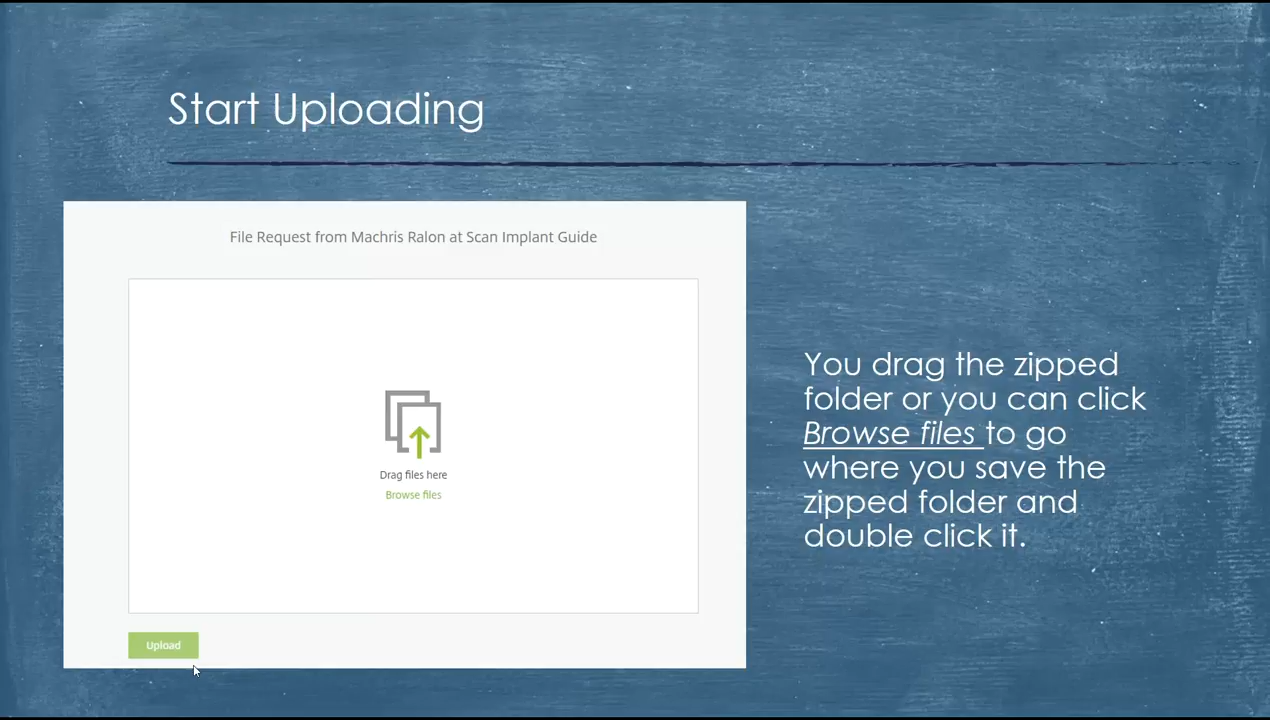 Start Uploading
File Request from Machris Ralon at Scan Implant Guide
Drag files here
Browse files
Upload
You drag the zipped
folder or you can click
Browse files to go
where you save the
zipped folder and
double click it.